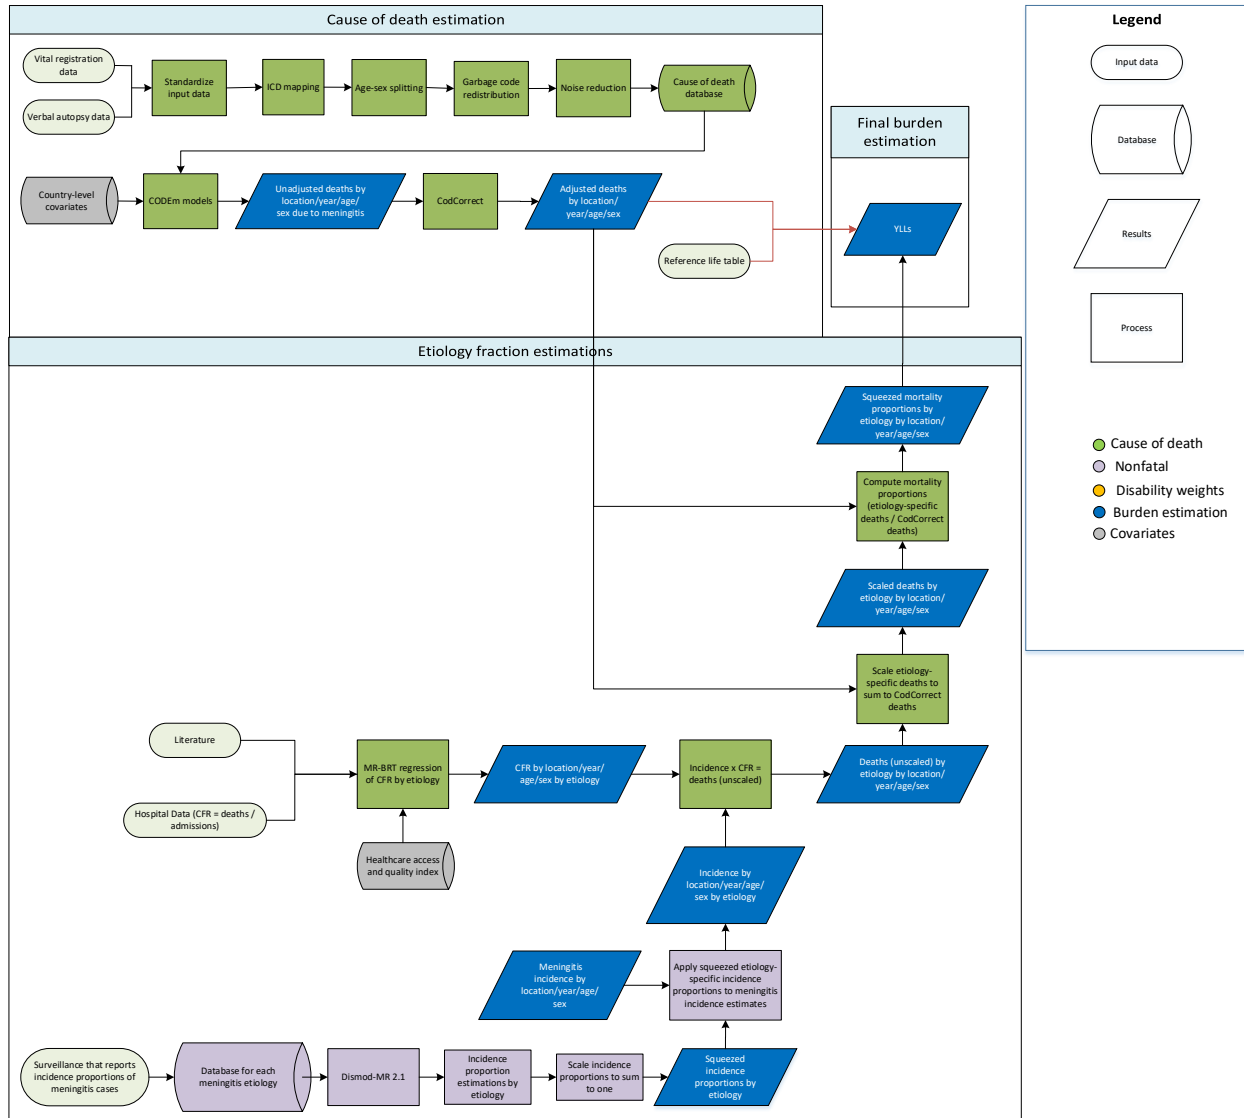 Cause of death estimation
Vital registration
data
Verbal autopsy data
Standardize
input data
ICD mapping
Age-sex splitting
Garbage code
redistribution
Noise reduction
Cause of death
database
Country-level
covariates
CODEm models
Unadjusted deaths by
location/year/age/
sex due to meningitis
CodCorrect
Adjusted deaths by
location/
year/age/sex
Reference life table
Final burden
estimation
YLLs
Etiology fraction estimations
Squeezed mortality
proportions by
etiology by location/
year/age/sex
Compute mortality
proportions
(etiology-specific
deaths / CodCorrect
deaths)
Scaled deaths by
etiology by location/
year/age/sex
Scale etiology-
specific deaths to
sum to CodCorrect
deaths
Literature
Hospital Data (CFR = deaths /
admissions)
MR-BRT regression
of CFR by etiology
Healthcare access
and quality index
CFR by location/year/
age/sex by etiology
Incidence x CFR =
deaths (unscaled)
Deaths (unscaled) by
etiology by location/
year/age/sex
Incidence by
location/year/age/
sex by etiology
Meningitis
incidence by
location/year/age/
sex
Apply squeezed etiology-
specific incidence
proportions to meningitis
incidence estimates
Surveillance that reports
incidence proportions of
meningitis cases
Database for each
meningitis etiology
Dismod-MR 2.1
Incidence
proportion
estimations by
etiology
Scale incidence
proportions to sum
to one
Squeezed
incidence
proportions by
etiology
Legend
Input data
Database
Results
Process
Cause of death
Nonfatal
Disability weights
Burden estimation
Covariates